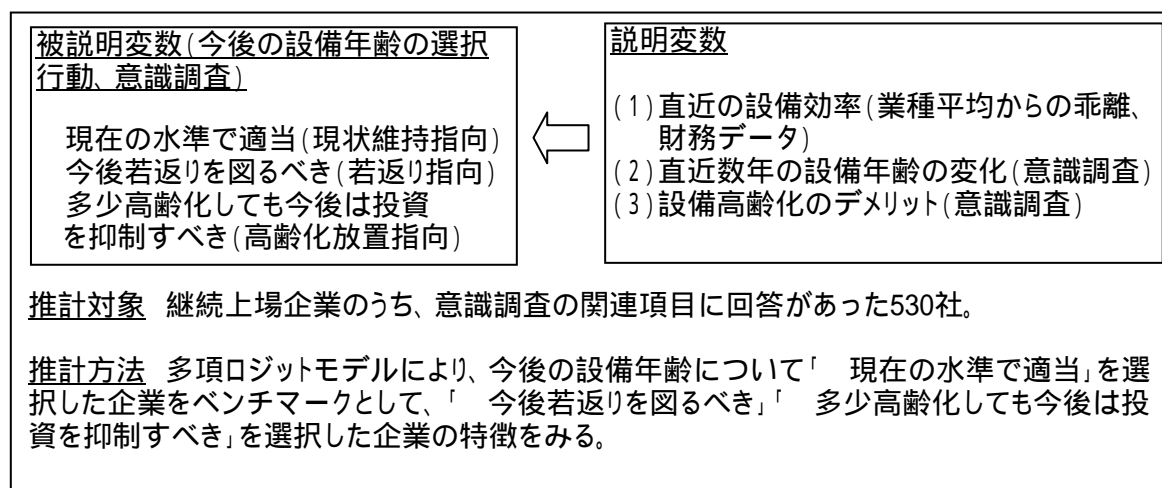 被説明変数(今後の設備年齢の選択
行動、意識調査)
現在の水準で適当(現状維持指向)
今後若返りを図るべき(若返り指向)
多少高齢化しても今後は投資
を抑制すべき(高齢化放置指向)
説明変数
(1)直近の設備効率(業種平均からの乖離、
財務データ)
(2)直近数年の設備年齢の変化(意識調査)
(3)設備高齢化のデメリット(意識調査)
推計対象 継続上場企業のうち、意識調査の関連項目に回答があった530社。
推計方法 多項ロジットモデルにより、今後の設備年齢について「 現在の水準で適当」を選
択した企業をベンチマークとして、「 今後若返りを図るべき」「 多少高齢化しても今後は投
資を抑制すべき」を選択した企業の特徴をみる。